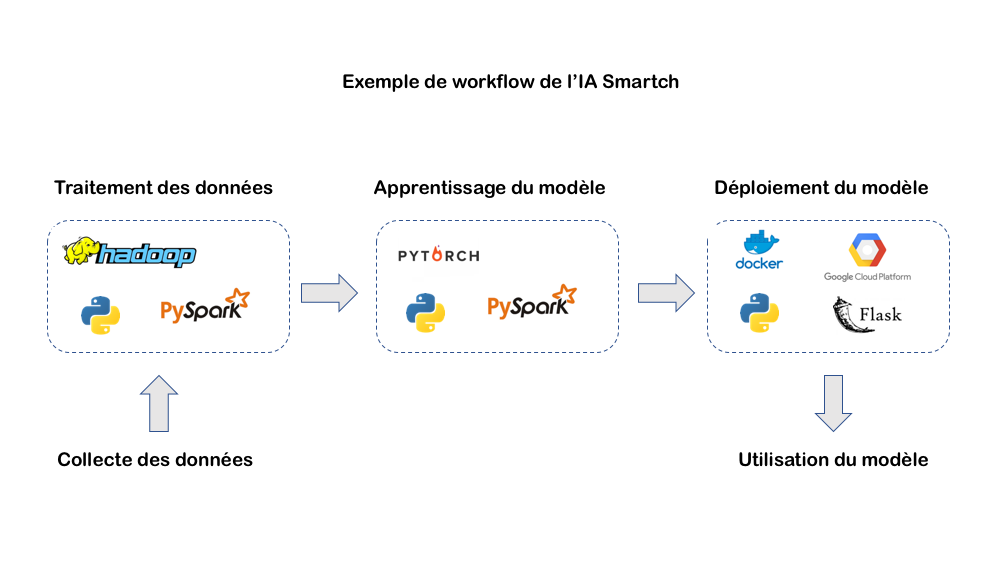 Exemple de workflow de l’IA Smartch
Traitement des données
Apprentissage du modèle
Déploiement du modèle
hadoop
PySpark
PYTORCH
PySpark
docker
Google Cloud Platform
Flask
Collecte des données
Utilisation du modèle